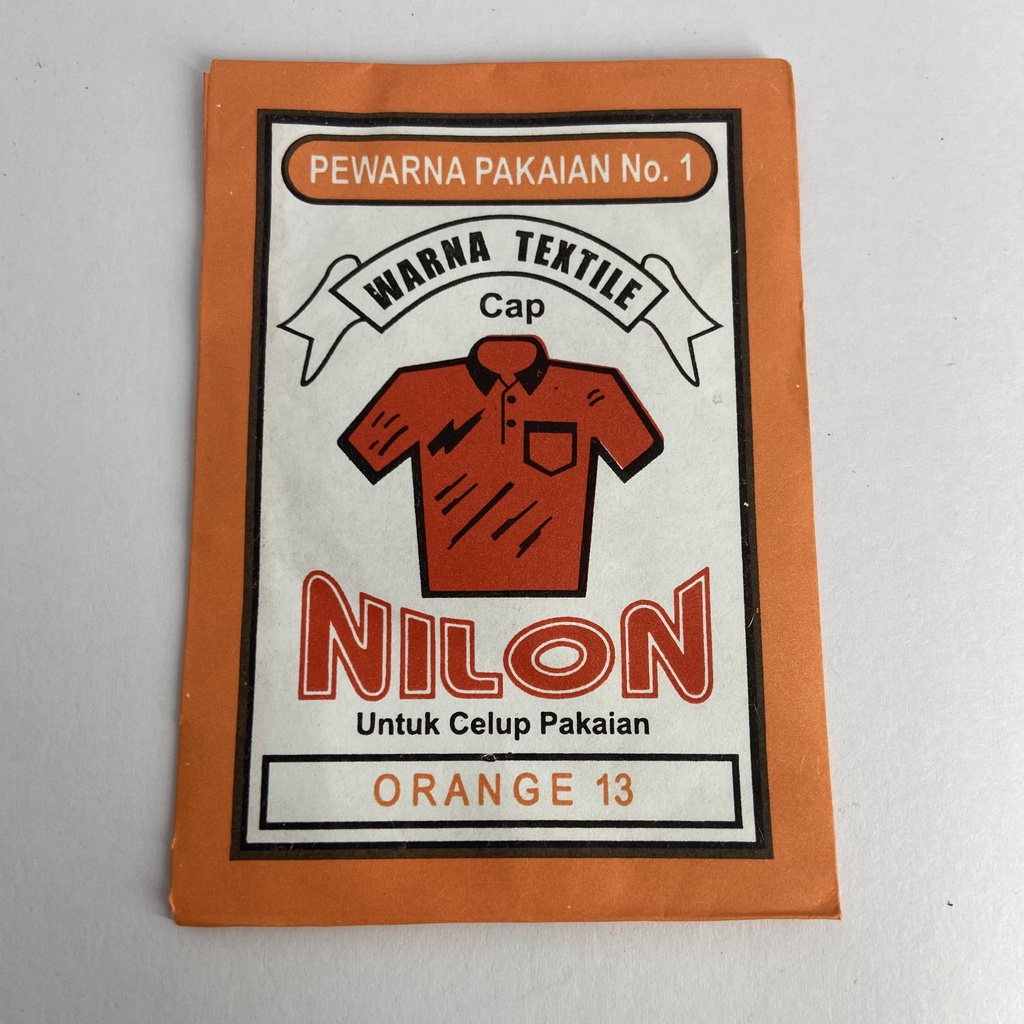 PEWARNA PAKAIAN No. 1
WARNA TEXTILE
Cap
NILON
Untuk Celup Pakaian
ORANGE 13